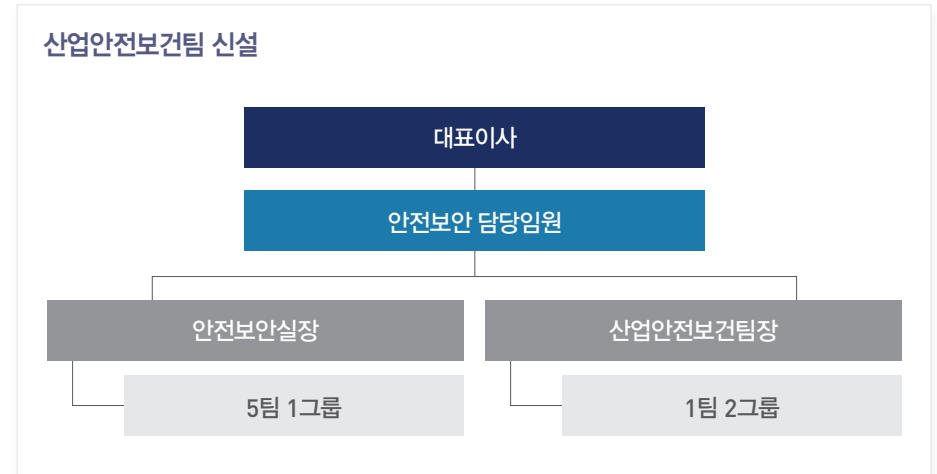 산업안전보건팀 신설
대표이사
안전보안 담당임원
안전보안실장
산업안전보건팀장
5팀 1그룹
1팀 2그룹